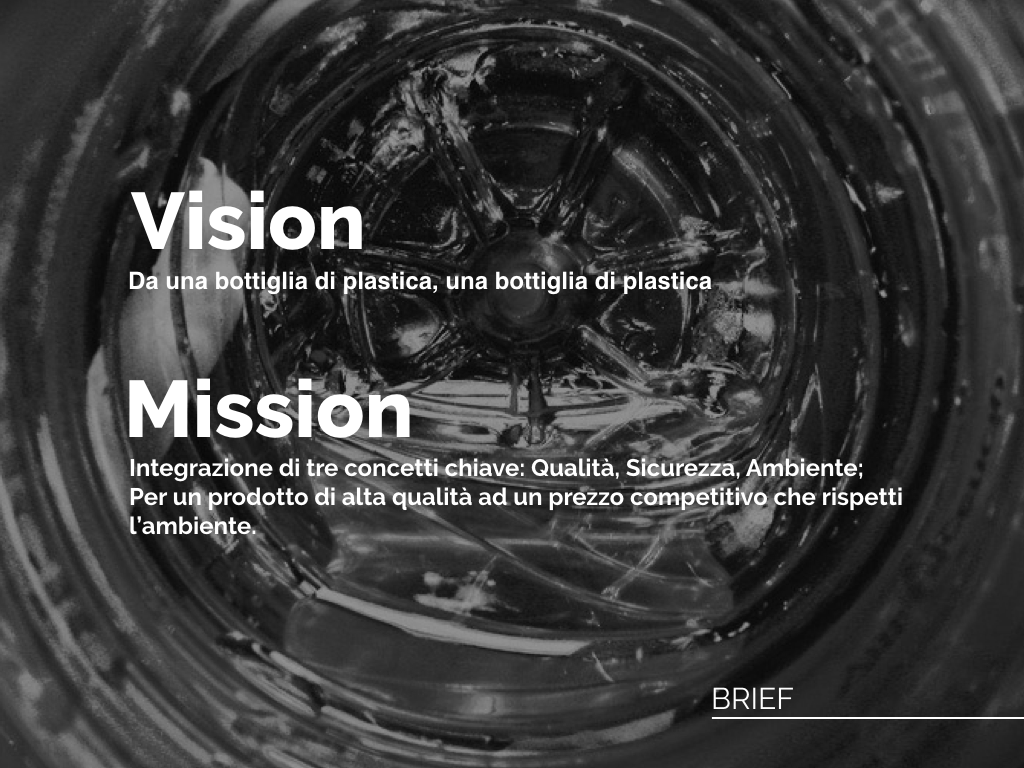 Vision
Da una bottiglia di plastica, una bottiglia di plastica
Mission
Integrazione di tre concetti chiave: Qualità, Sicurezza, Ambiente;
Per un prodotto di alta qualità ad un prezzo competitivo che rispetti
l’ambiente.
BRIEF